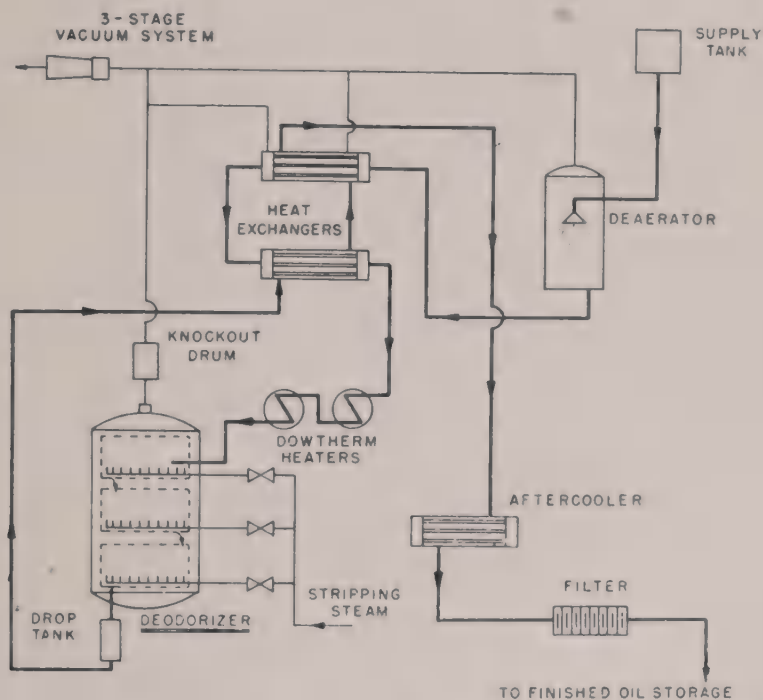 3-STAGE
VACUUM SYSTEM
SUPPLY
TANK
HEAT
EXCHANGERS
DEAERATOR
KNOCKOUT
DRUM
DOWTHERM
HEATERS
AFTERCOOLER
STRIPPING
STEAM
FILTER
DROP
TANK
DEODORIZER
TO FINISHED OIL STORAGE